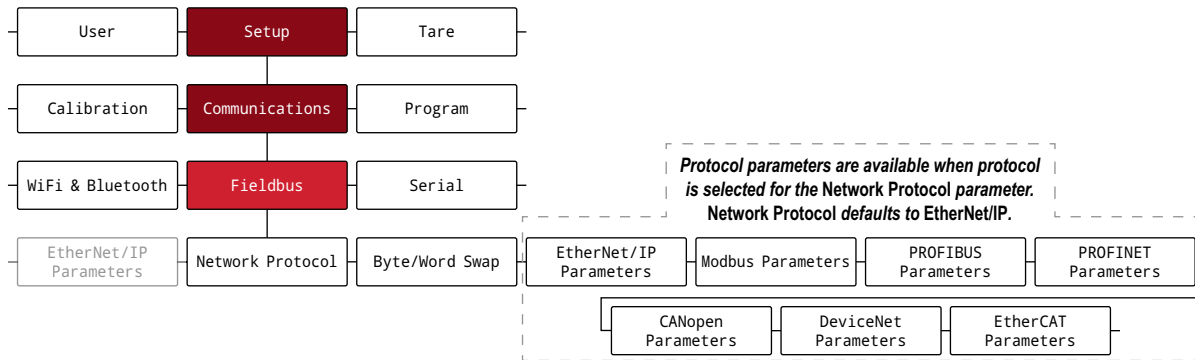 User
Setup
Tare
Calibration
Communications
Program
Protocol parameters are available when protocol
is selected for the Network Protocol parameter.
Network Protocol defaults to EtherNet/IP.
WiFi & Bluetooth
Fieldbus
Serial
EtherNet/IP
Parameters
Network Protocol
Byte/Word Swap
EtherNet/IP
Parameters
Modbus Parameters
PROFIBUS
Parameters
PROFINET
Parameters
CANopen
Parameters
DeviceNet
Parameters
EtherCAT
Parameters